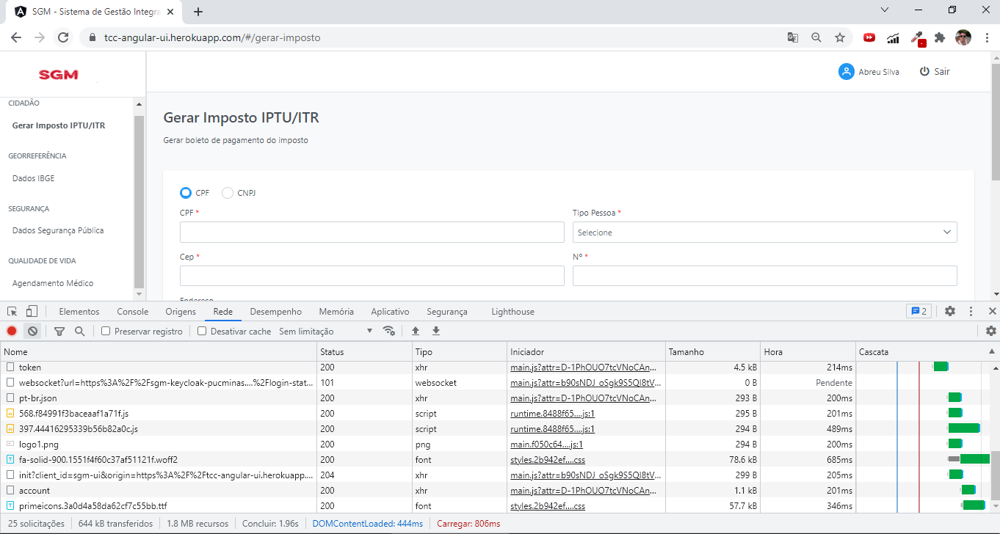 SGM - Sistema de Gestão Integra
tcc-angular-ui.herokuapp.com/#/gerar-imposto
SGM
Abreu Silva
Sair
CIDADÃO
Gerar Imposto IPTU/ITR
GEORREFERÊNCIA
Dados IBGE
SEGURANÇA
Dados Segurança Pública
QUALIDADE DE VIDA
Agendamento Médico
Gerar Imposto IPTU/ITR
Gerar boleto de pagamento do imposto
CPF CNPJ
CPF * Tipo Pessoa *
Selecione
Cep * Nº *
Endereço
Elementos Console Origens Rede Desempenho Memória Aplicativo Segurança Lighthouse 2
Preservar registro Desativar cache Sem limitação
Nome Status Tipo Iniciador Tamanho Hora Cascata
token 200 xhr main.js?attr=D-1PhOUO7tcVNoCAn... 4.5 kB 214ms
websocket?url=https%3A%2F%2Fsgm-keycloak-pucminas....%2Flogin-stat... 101 websocket main.js?attr=b90sNDJ_oSgk9S5QI8tV... 0 B Pendente
pt-br.json 200 xhr main.js?attr=D-1PhOUO7tcVNoCAn... 293 B 200ms
568.f84991f3baceaaf1a71f.js 200 script runtime.8488f65....js:1 295 B 201ms
397.44416295339b56b82a0c.js 200 script runtime.8488f65....js:1 294 B 489ms
logo1.png 200 png main.f050c64....js:1 294 B 200ms
fa-solid-900.1551f4f60c37af51121f.woff2 200 font styles.2b942ef....css 78.6 kB 685ms
init?client_id=sgm-ui&origin=https%3A%2F%2Ftcc-angular-ui.herokuapp.... 204 xhr main.js?attr=b90sNDJ_oSgk9S5QI8tV... 299 B 205ms
account 200 xhr main.js?attr=D-1PhOUO7tcVNoCAn... 1.1 kB 201ms
primeicons.3a0d4a58da62cf7c55bb.ttf 200 font styles.2b942ef....css 57.7 kB 346ms
25 solicitações 644 kB transferidos 1.8 MB recursos Concluir: 1.96s DOMContentLoaded: 444ms Carregar: 806ms